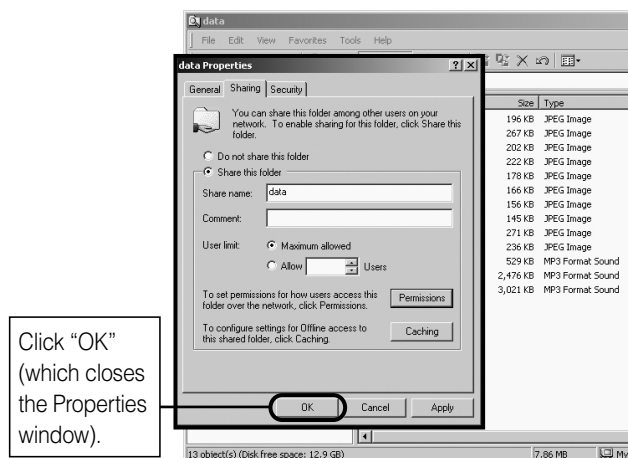 data
File Edit View Favorites Tools Help
data Properties
General Sharing Security
You can share this folder among other users on your
network. To enable sharing for this folder, click Share this
folder.
Do not share this folder
Share this folder
Share name: data
Comment:
User limit: Maximum allowed
Allow Users
To set permissions for how users access this
folder over the network, click Permissions.
Permissions
To configure settings for Offline access to
this shared folder, click Caching.
Caching
OK Cancel Apply
Size Type
196 KB JPEG Image
267 KB JPEG Image
202 KB JPEG Image
222 KB JPEG Image
178 KB JPEG Image
166 KB JPEG Image
156 KB JPEG Image
145 KB JPEG Image
271 KB JPEG Image
236 KB JPEG Image
529 KB MP3 Format Sound
2,476 KB MP3 Format Sound
3,021 KB MP3 Format Sound
13 object(s) (Disk free space: 12.9 GB) 7.86 MB My
Click “OK”
(which closes
the Properties
window).